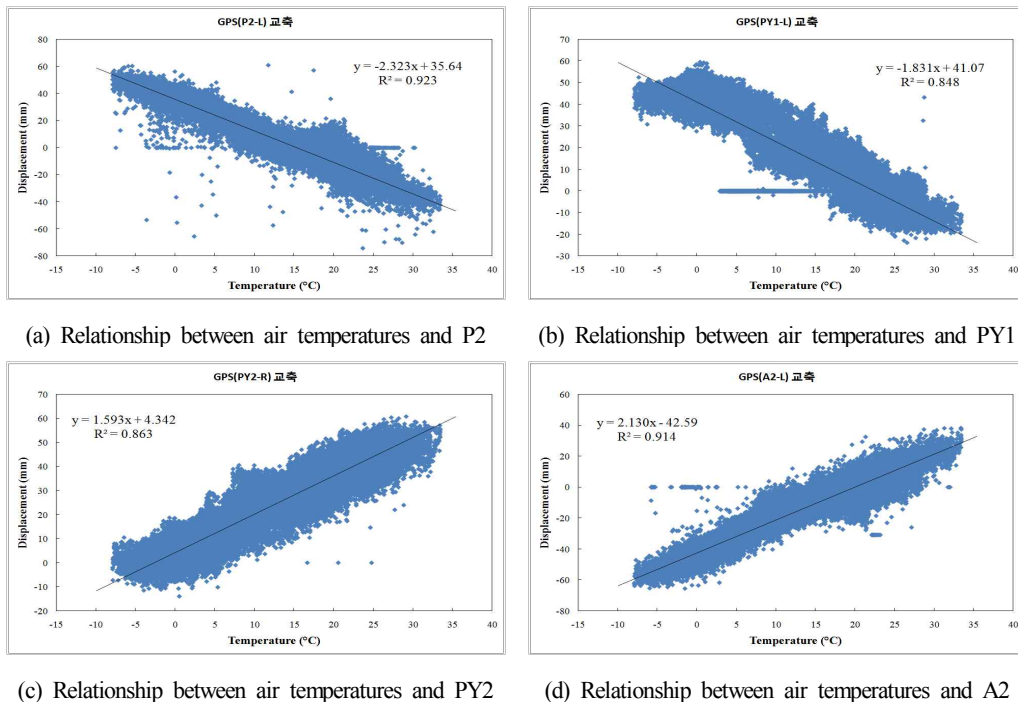 GPS(P2-L) 교축
y = -2.323x + 35.64
R² = 0.923
Displacement (mm)
80
60
40
20
0
-20
-40
-60
-80
-15 -10 -5 0 5 10 15 20 25 30 35 40
Temperature (°C)
(a) Relationship between air temperatures and P2
GPS(PY1-L) 교축
y = -1.831x + 41.07
R² = 0.848
Displacement (mm)
70
60
50
40
30
20
10
0
-10
-20
-30
-15 -10 -5 0 5 10 15 20 25 30 35 40
Temperature (°C)
(b) Relationship between air temperatures and PY1
GPS(PY2-R) 교축
y = 1.593x + 4.342
R² = 0.863
Displacement (mm)
70
60
50
40
30
20
10
0
-10
-20
-15 -10 -5 0 5 10 15 20 25 30 35 40
Temperature (°C)
(c) Relationship between air temperatures and PY2
GPS(A2-L) 교축
y = 2.130x - 42.59
R² = 0.914
Displacement (mm)
60
40
20
0
-20
-40
-60
-80
-15 -10 -5 0 5 10 15 20 25 30 35 40
Temperature (°C)
(d) Relationship between air temperatures and A2